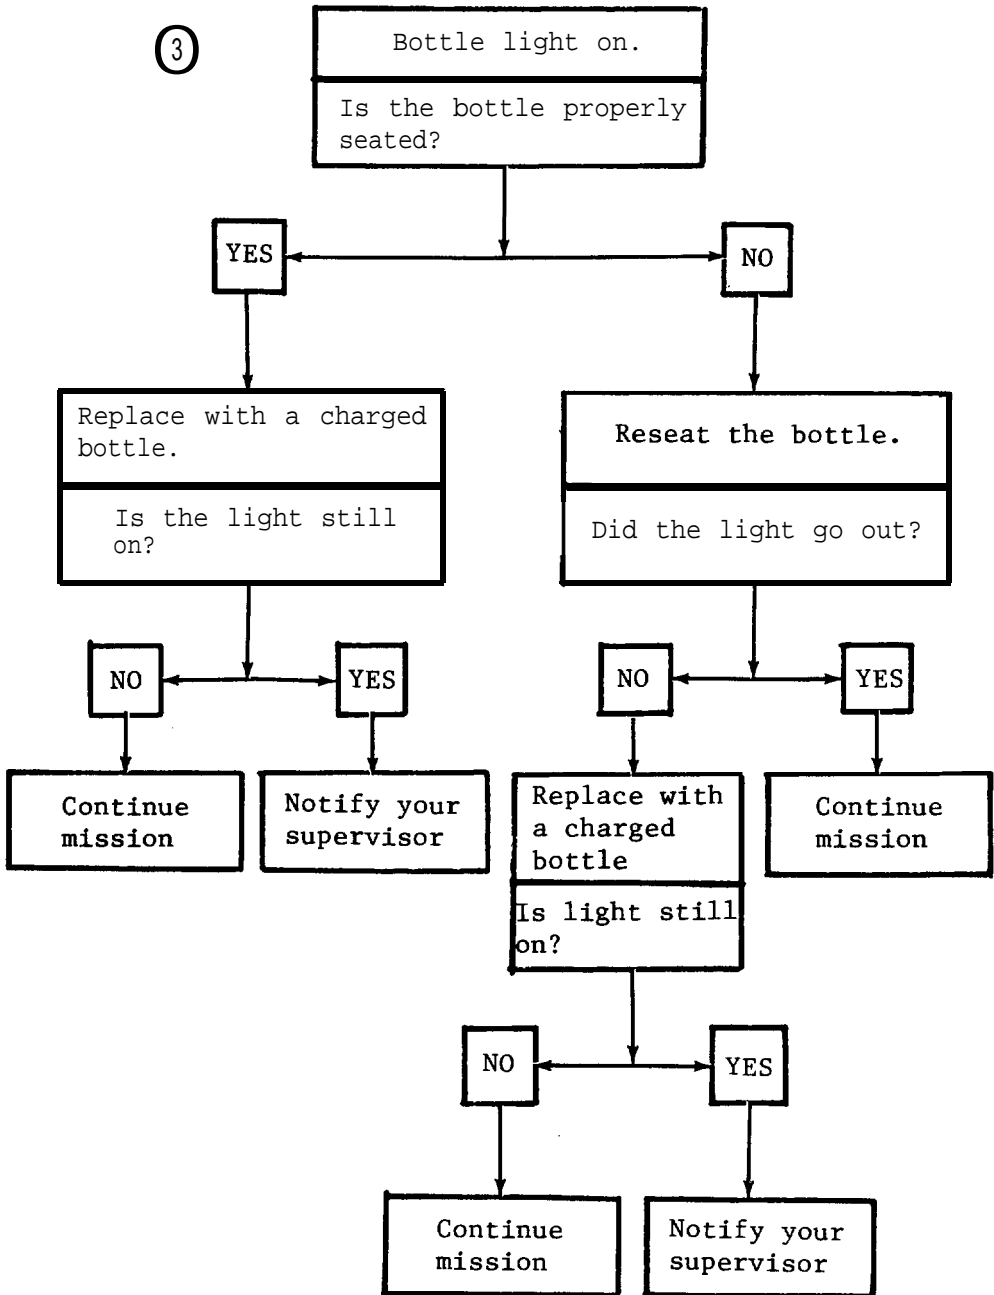 3
Bottle light on.
Is the bottle properly
seated?
YES
NO
Replace with a charged
bottle.
Is the light still
on?
Reseat the bottle.
Did the light go out?
NO
YES
NO
YES
Continue
mission
Notify your
supervisor
Replace with
a charged
bottle
Is light still
on?
Continue
mission
NO
YES
Continue
mission
Notify your
supervisor